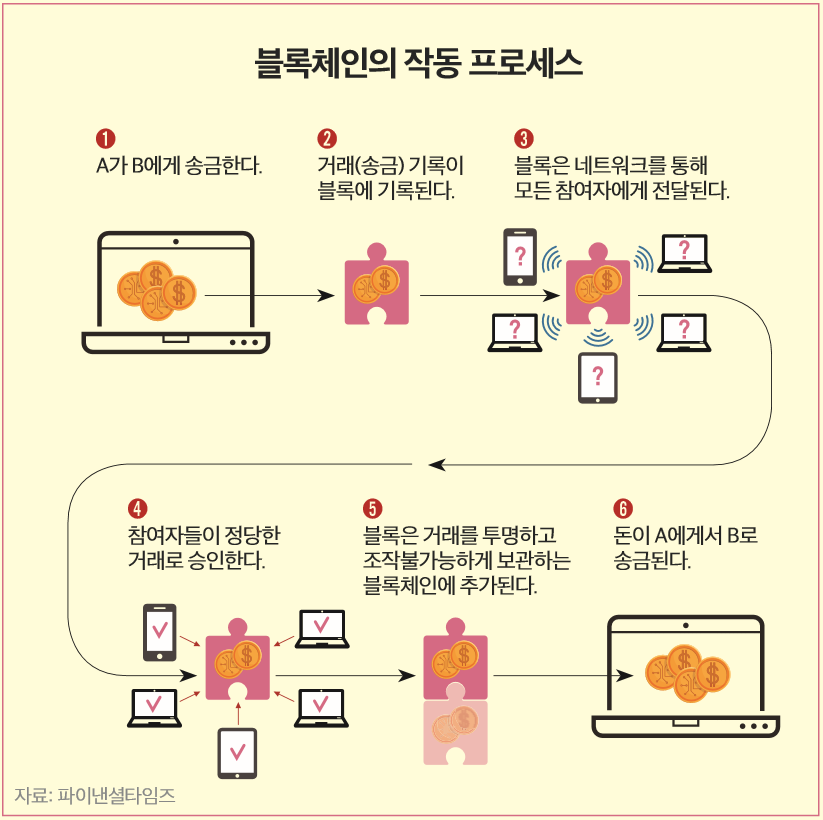 블록체인의 작동 프로세스
1
A가 B에게 송금한다.
2
거래(송금) 기록이
블록에 기록된다.
3
블록은 네트워크를 통해
모든 참여자에게 전달된다.
?
?
?
?
?
4
참여자들이 정당한
거래로 승인한다.
5
블록은 거래를 투명하고
조작불가능하게 보관하는
블록체인에 추가된다.
6
돈이 A에게서 B로
송금된다.
자료: 파이낸셜타임즈